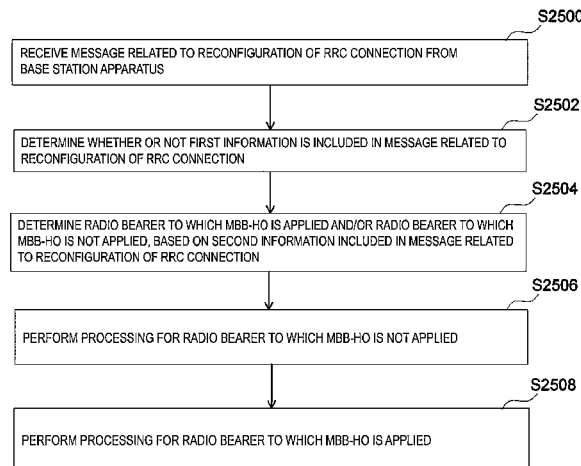 S2500
RECEIVE MESSAGE RELATED TO RECONFIGURATION OF RRC CONNECTION FROM
BASE STATION APPARATUS
S2502
DETERMINE WHETHER OR NOT FIRST INFORMATION IS INCLUDED IN MESSAGE RELATED TO
RECONFIGURATION OF RRC CONNECTION
S2504
DETERMINE RADIO BEARER TO WHICH MBB-HO IS APPLIED AND/OR RADIO BEARER TO WHICH
MBB-HO IS NOT APPLIED, BASED ON SECOND INFORMATION INCLUDED IN MESSAGE RELATED
TO RECONFIGURATION OF RRC CONNECTION
S2506
PERFORM PROCESSING FOR RADIO BEARER TO WHICH MBB-HO IS NOT APPLIED
S2508
PERFORM PROCESSING FOR RADIO BEARER TO WHICH MBB-HO IS APPLIED